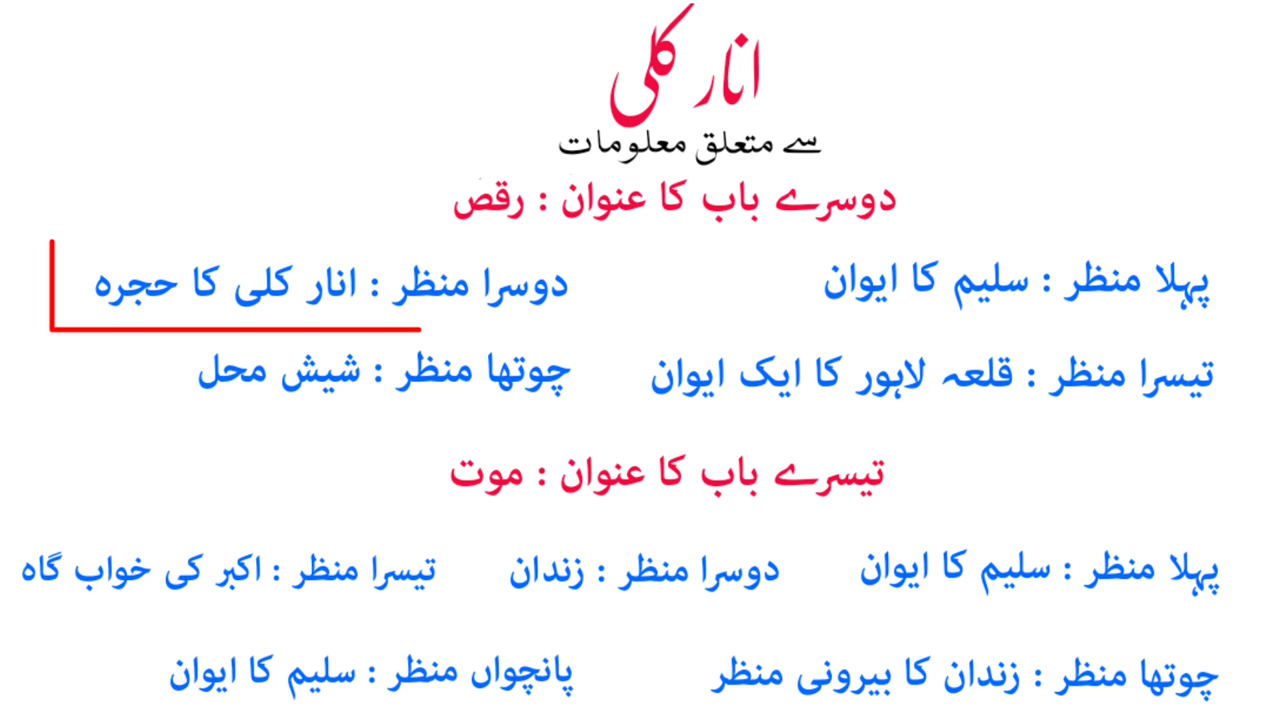 انار کلی
سے متعلق معلومات
دوسرے باب کا عنوان : رقص
پہلا منظر : سلیم کا ایوان دوسرا منظر : انار کلی کا حجرہ
تیسرا منظر : قلعہ لاہور کا ایک ایوان چوتھا منظر : شیش محل
تیسرے باب کا عنوان : موت
پہلا منظر : سلیم کا ایوان دوسرا منظر : زندان تیسرا منظر : اکبر کی خواب گاہ
چوتھا منظر : زندان کا بیرونی منظر پانچواں منظر : سلیم کا ایوان